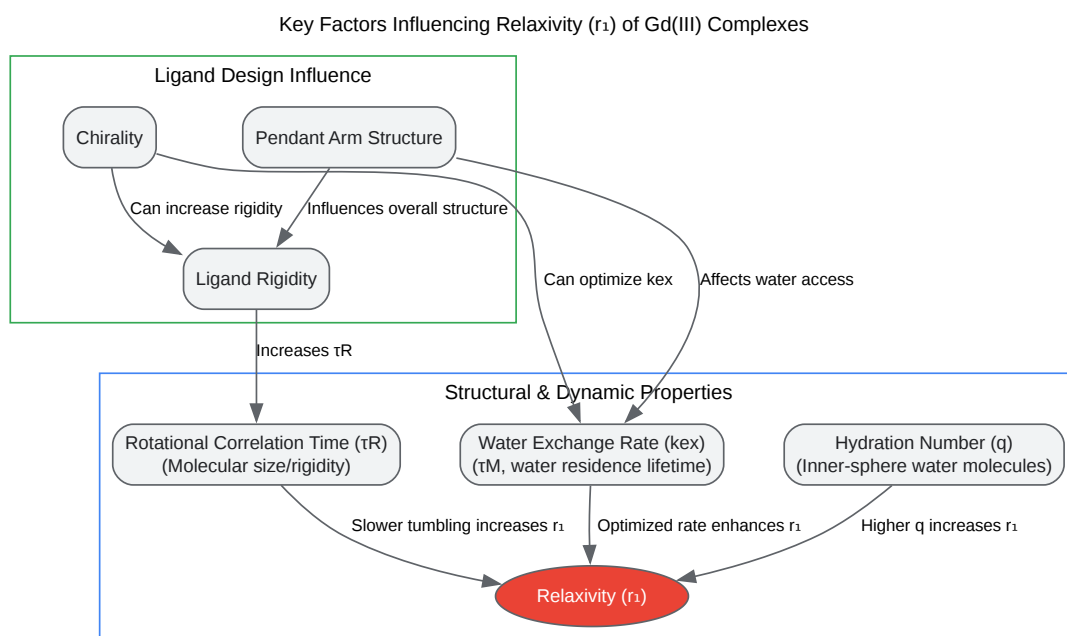 Key Factors Influencing Relaxivity (r₁) of Gd(III) Complexes
Ligand Design Influence
Chirality
Pendant Arm Structure
Can increase rigidity
Influences overall structure
Ligand Rigidity
Can optimize kex
Affects water access
Increases τR
Structural & Dynamic Properties
Rotational Correlation Time (τR)
(Molecular size/rigidity)
Water Exchange Rate (kex)
(τM, water residence lifetime)
Hydration Number (q)
(Inner-sphere water molecules)
Slower tumbling increases r₁
Optimized rate enhances r₁
Higher q increases r₁
Relaxivity (r₁)